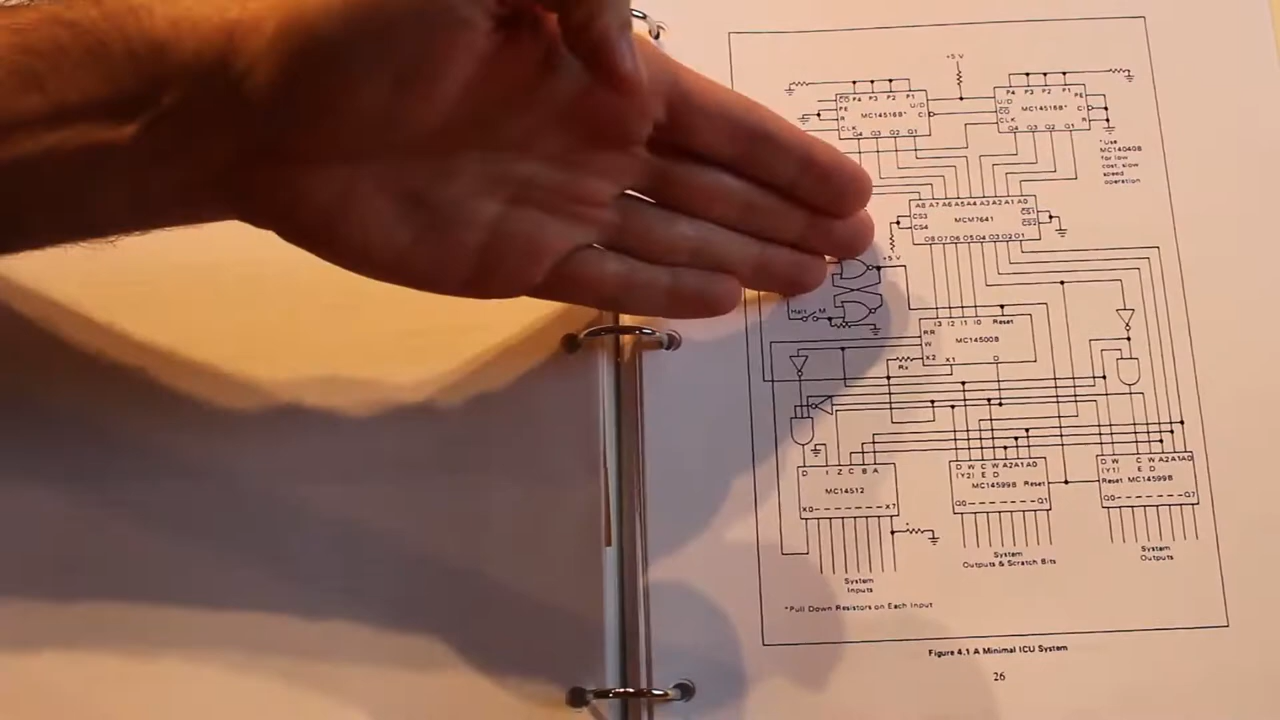 +5 V
P4 P3 P2 P1
CO
PE
R
CLK
U/D
CI
MC14516B*
Q4 Q3 Q2 Q1
P4 P3 P2 P1
U/D
CO
CLK
PE
CI
R
MC14516B*
Q4 Q3 Q2 Q1
*Use
MC14040B
for low
cost, slow
speed
operation
A8 A7 A6 A5 A4 A3 A2 A1 A0
CS3
CS4
MCM7641
CS1
CS2
O8 O7 O6 O5 O4 O3 O2 O1
+5 V
Halt
M
I3 I2 I1 I0 Reset
RR
W
X2
X1
D
MC14500B
Rx
D I Z C B A
MC14512
X0 X7
D W C W A2 A1 A0
(Y2) E D
MC14599B
Reset
Q0 Q1
D W C W A2 A1 A0
(Y1) E D
Reset
MC14599B
Q0 Q7
System
Inputs
System
Outputs & Scratch Bits
System
Outputs
*Pull Down Resistors on Each Input
Figure 4.1 A Minimal ICU System
26